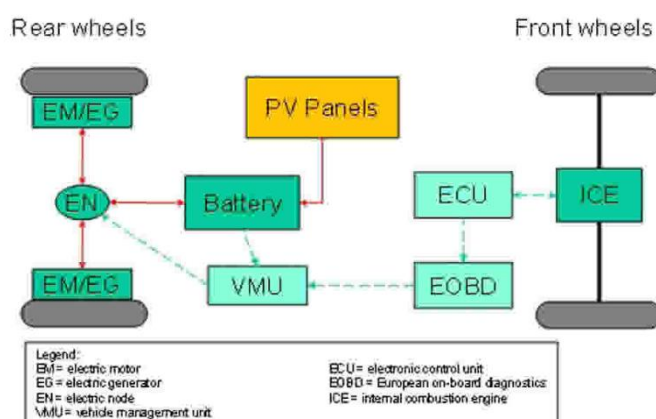 Rear wheels
Front wheels
EM/EG
PV Panels
EN
Battery
ECU
ICE
EM/EG
VMU
EOBD
Legend:
EM = electric motor
EG = electric generator
EN = electric node
VMU = vehicle management unit
ECU = electronic control unit
EOBD = European on-board diagnostics
ICE = internal combustion engine